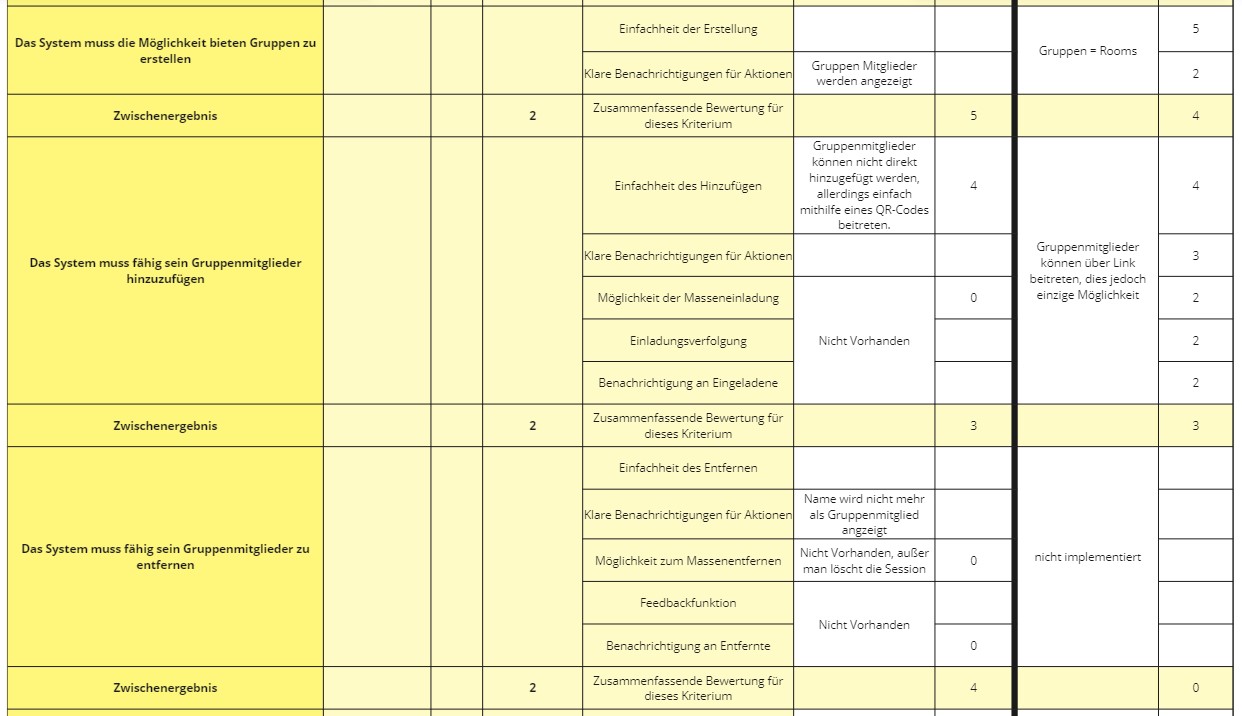 Das System muss die Möglichkeit bieten Gruppen zu
erstellen
Einfachheit der Erstellung
Gruppen = Rooms
5
Klare Benachrichtigungen für Aktionen
Gruppen Mitglieder
werden angezeigt
2
Zwischenergebnis
2
Zusammenfassende Bewertung für
dieses Kriterium
5
4
Das System muss fähig sein Gruppenmitglieder
hinzuzufügen
Einfachheit des Hinzufügen
Gruppenmitglieder
können nicht direkt
hinzugefügt werden,
allerdings einfach
mithilfe eines QR-Codes
beitreten.
4
Gruppenmitglieder
können über Link
beitreten, dies jedoch
einzige Möglichkeit
4
Klare Benachrichtigungen für Aktionen
3
Möglichkeit der Masseneinladung
Nicht Vorhanden
0
2
Einladungsverfolgung
2
Benachrichtigung an Eingeladene
2
Zwischenergebnis
2
Zusammenfassende Bewertung für
dieses Kriterium
3
3
Das System muss fähig sein Gruppenmitglieder zu
entfernen
Einfachheit des Entfernen
nicht implementiert
Klare Benachrichtigungen für Aktionen
Name wird nicht mehr
als Gruppenmitglied
angzeigt
Möglichkeit zum Massenentfernen
Nicht Vorhanden, außer
man löscht die Session
0
Feedbackfunktion
Nicht Vorhanden
Benachrichtigung an Entfernte
0
Zwischenergebnis
2
Zusammenfassende Bewertung für
dieses Kriterium
4
0